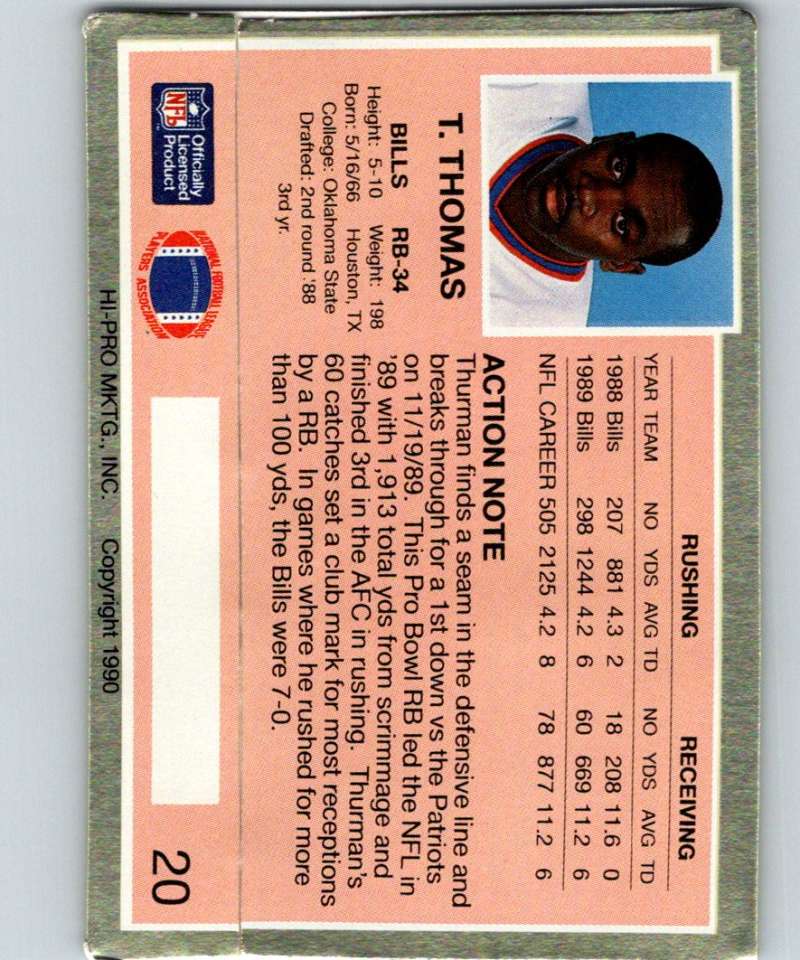 T. THOMAS
BILLS RB-34
Height: 5-10 Weight: 198
Born: 5/16/66 Houston, TX
College: Oklahoma State
Drafted: 2nd round '88
3rd yr.
RUSHING RECEIVING
YEAR TEAM NO YDS AVG TD NO YDS AVG TD
1988 Bills 207 881 4.3 2 18 208 11.6 0
1989 Bills 298 1244 4.2 6 60 669 11.2 6
NFL CAREER 505 2125 4.2 8 78 877 11.2 6
ACTION NOTE
Thurman finds a seam in the defensive line and
breaks through for a 1st down vs the Patriots
on 11/19/89. This Pro Bowl RB led the NFL in
'89 with 1,913 total yds from scrimmage and
finished 3rd in the AFC in rushing. Thurman's
60 catches set a club mark for most receptions
by a RB. In games where he rushed for more
than 100 yds, the Bills were 7-0.
NFL
Officially
Licensed
Product
NATIONAL FOOTBALL LEAGUE
PLAYERS ASSOCIATION
20
HI-PRO MKTG., INC. Copyright 1990